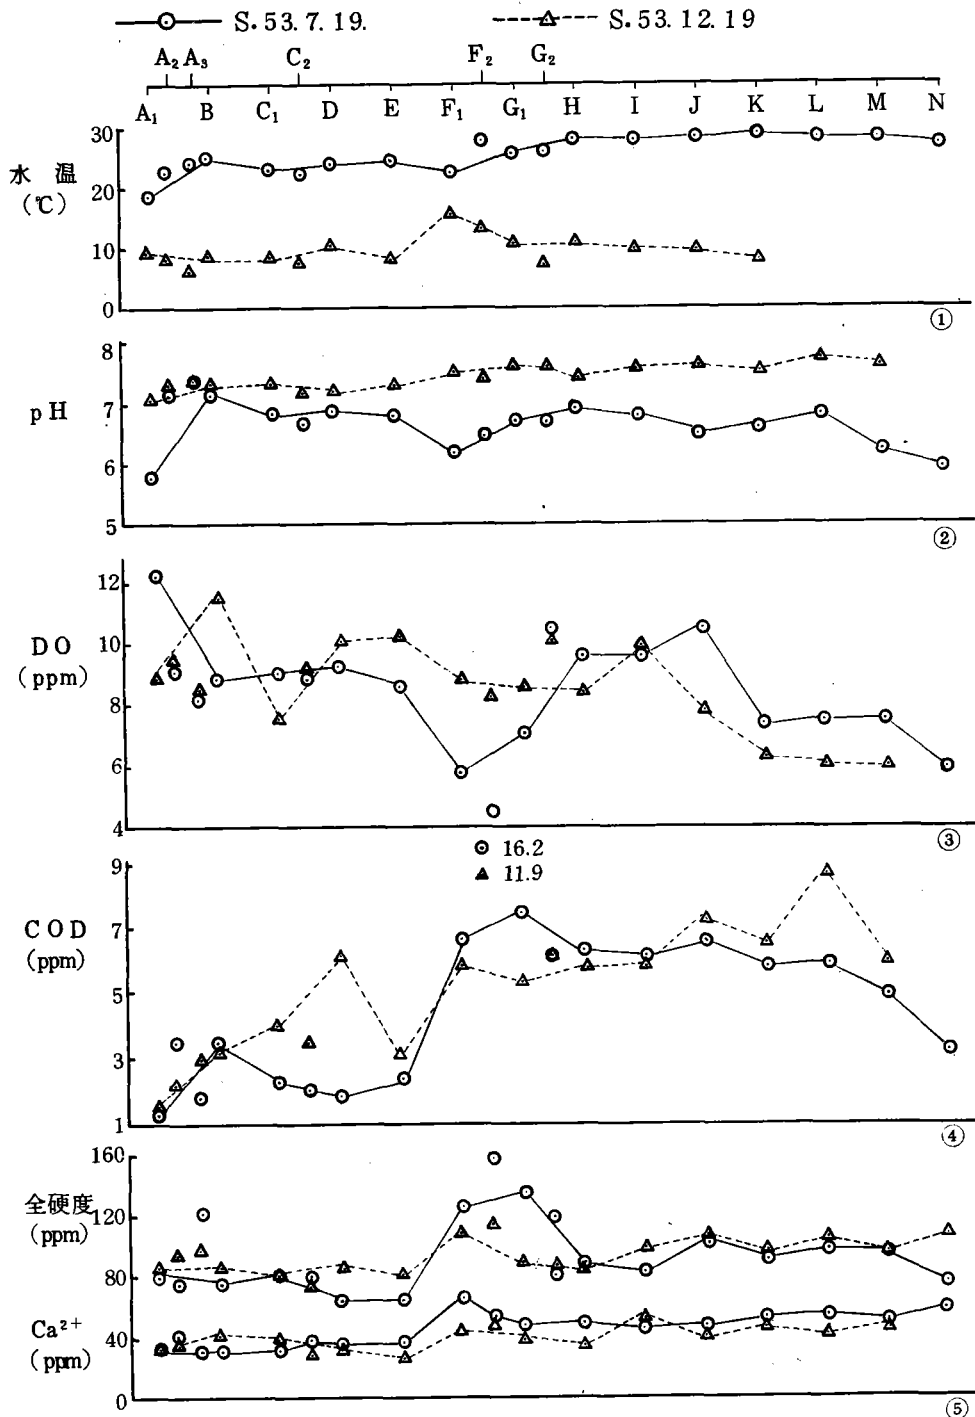 S.53.7.19. S.53.12.19
A₂ A₃ C₂ F₂ G₂
A₁ B C₁ D E F₁ G₁ H I J K L M N
30
水温
(℃)
20
10
0
①
8
pH
7
6
5
②
12
DO
(ppm)
10
8
6
4
③
16.2
11.9
9
COD
(ppm)
7
5
3
1
④
160
全硬度
(ppm)
120
80
Ca²⁺
(ppm)
40
0
⑤